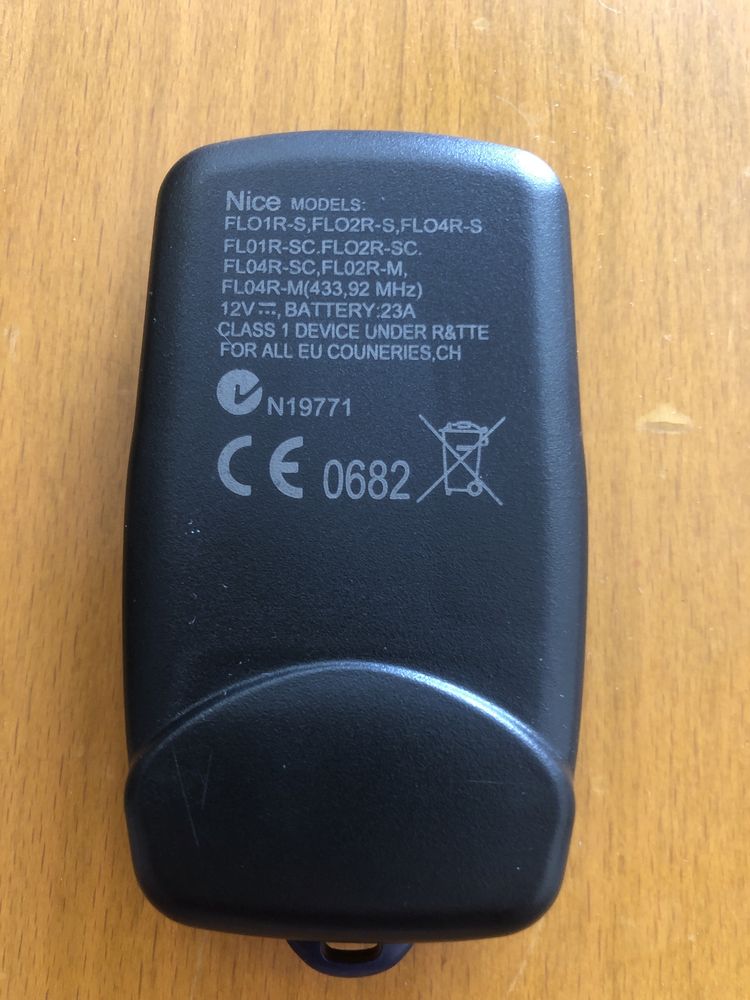 Nice MODELS:
FLO1R-S,FLO2R-S,FLO4R-S
FL01R-SC.FLO2R-SC.
FL04R-SC,FL02R-M,
FL04R-M(433,92 MHz)
12V⎓, BATTERY:23A
CLASS 1 DEVICE UNDER R&TTE
FOR ALL EU COUNERIES,CH
N19771
CE 0682